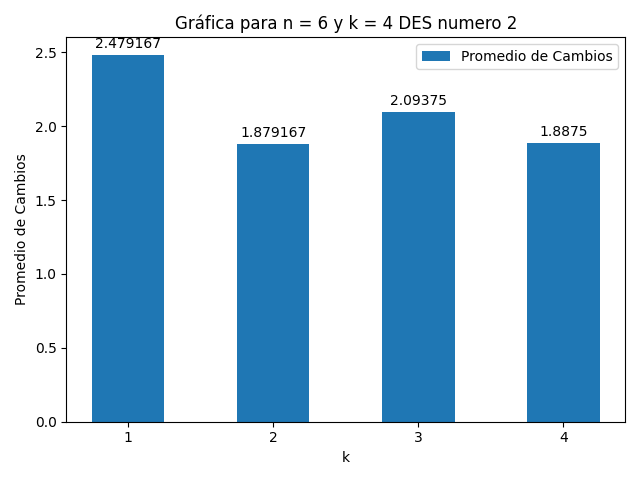 Gráfica para n = 6 y k = 4 DES numero 2
Promedio de Cambios
2.479167
1.879167
2.09375
1.8875
Promedio de Cambios
2.5
2.0
1.5
1.0
0.5
0.0
1 2 3 4
k